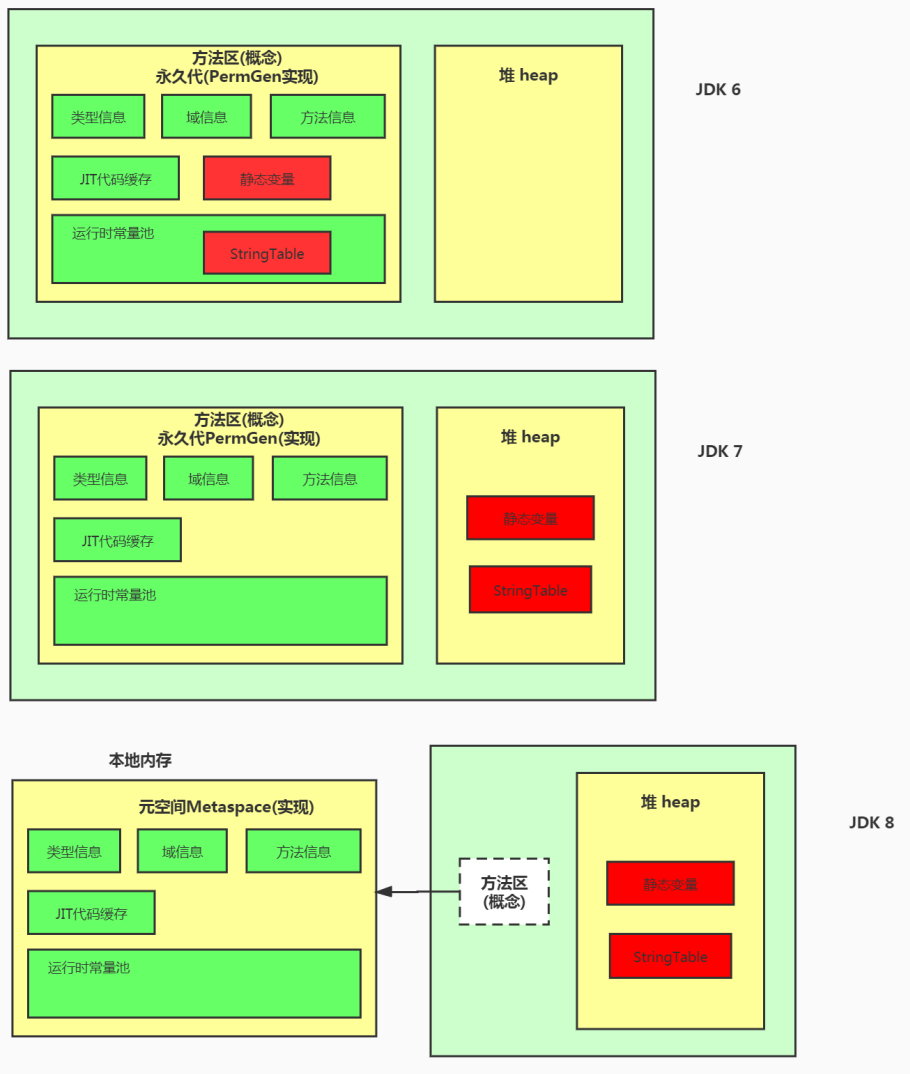 方法区(概念)
永久代(PermGen实现)
堆 heap
JDK 6
类型信息
域信息
方法信息
JIT代码缓存
静态变量
运行时常量池
StringTable
方法区(概念)
永久代PermGen(实现)
堆 heap
JDK 7
类型信息
域信息
方法信息
静态变量
JIT代码缓存
StringTable
运行时常量池
本地内存
元空间Metaspace(实现)
堆 heap
JDK 8
类型信息
域信息
方法信息
方法区
(概念)
静态变量
JIT代码缓存
StringTable
运行时常量池